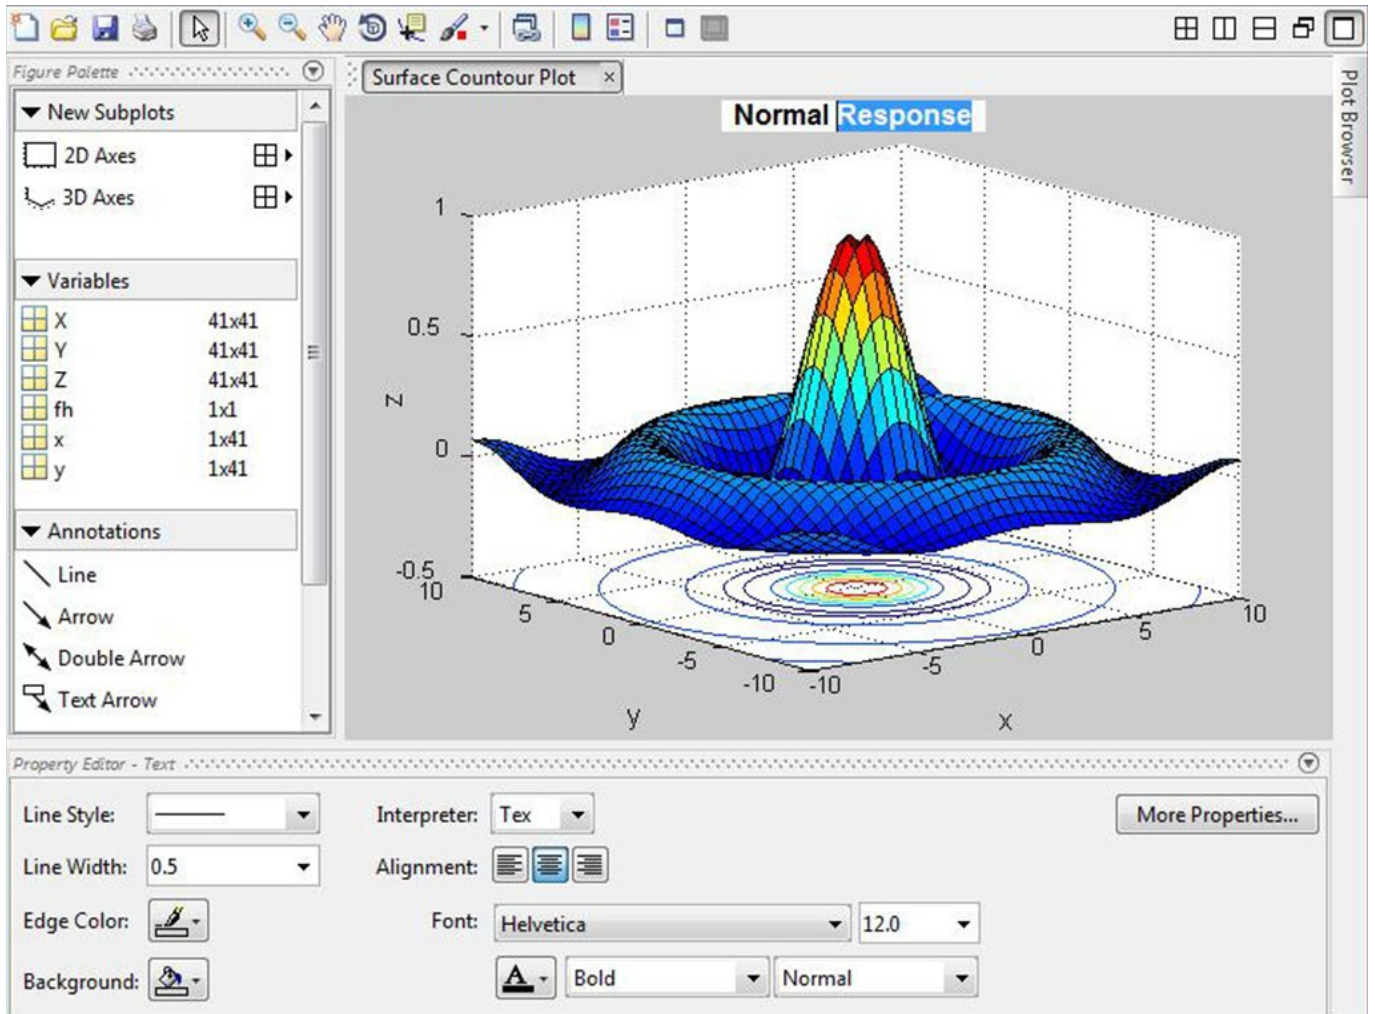 Figure Palette
Surface Countour Plot ×
Plot Browser
New Subplots
2D Axes
3D Axes
Variables
X 41x41
Y 41x41
Z 41x41
fh 1x1
x 1x41
y 1x41
Annotations
Line
Arrow
Double Arrow
Text Arrow
Normal Response
1
0.5
z
0
-0.5
10
5
0
-5
-10
-10
-5
0
5
10
y
x
Property Editor - Text
Line Style:
Interpreter: Tex
More Properties...
Line Width: 0.5
Alignment:
Edge Color:
Font: Helvetica 12.0
Background:
A Bold Normal